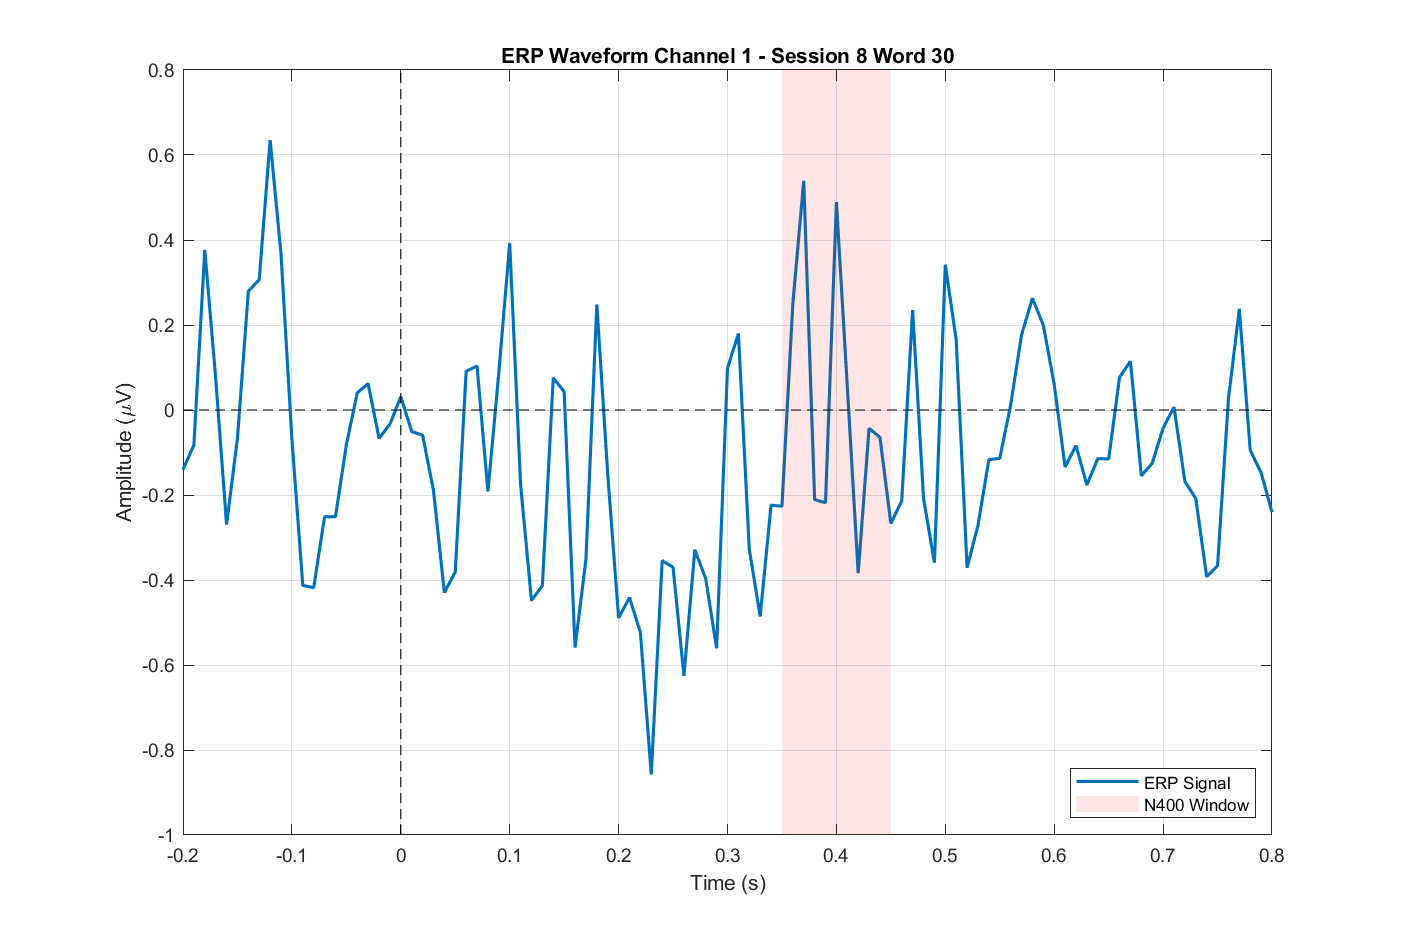 ERP Waveform Channel 1 - Session 8 Word 30
0.8
0.6
0.4
0.2
0
-0.2
-0.4
-0.6
-0.8
-1
Amplitude (μV)
-0.2 -0.1 0 0.1 0.2 0.3 0.4 0.5 0.6 0.7 0.8
Time (s)
ERP Signal
N400 Window